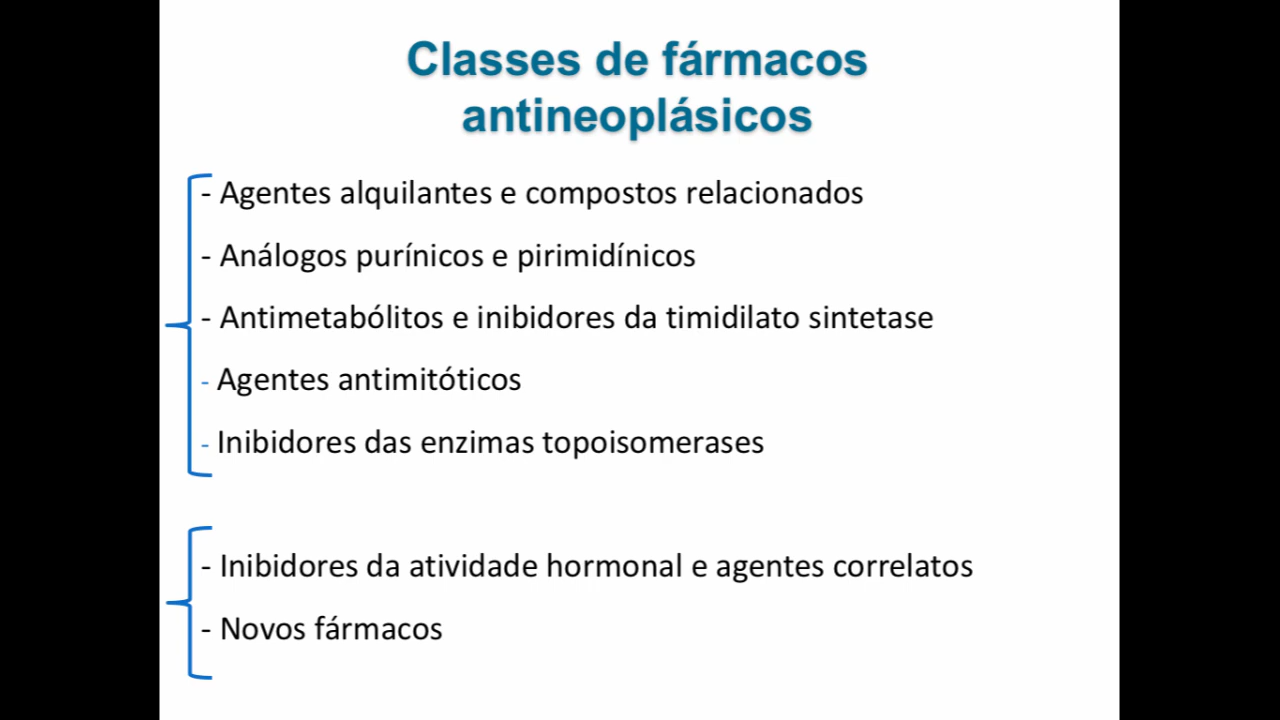 Classes de fármacos
antineoplásicos
- Agentes alquilantes e compostos relacionados
- Análogos purínicos e pirimidínicos
- Antimetabólitos e inibidores da timidilato sintetase
- Agentes antimitóticos
- Inibidores das enzimas topoisomerases
- Inibidores da atividade hormonal e agentes correlatos
- Novos fármacos